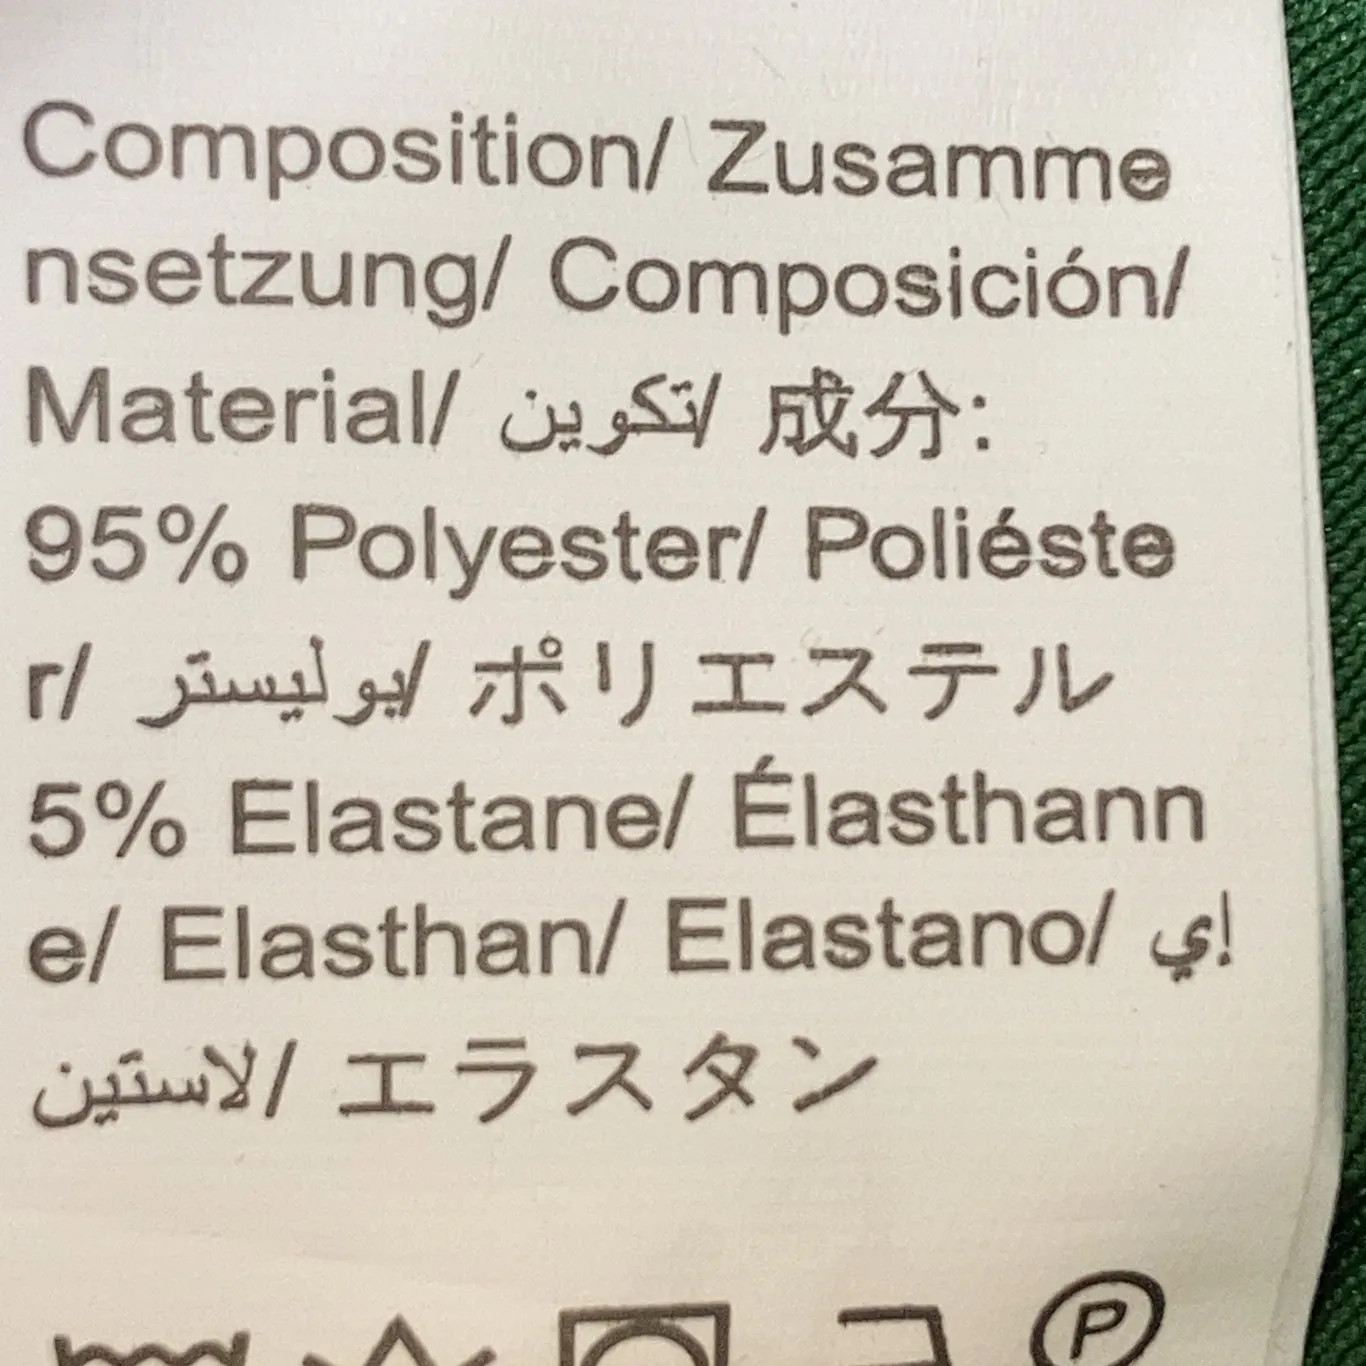 Composition/ Zusamme
nsetzung/ Composición/
Material/ تكوين/ 成分:
95% Polyester/ Poliéste
r/ بوليستر/ ポリエステル
5% Elastane/ Élasthann
e/ Elasthan/ Elastano/ إي
لاستين/ エラスタン
P